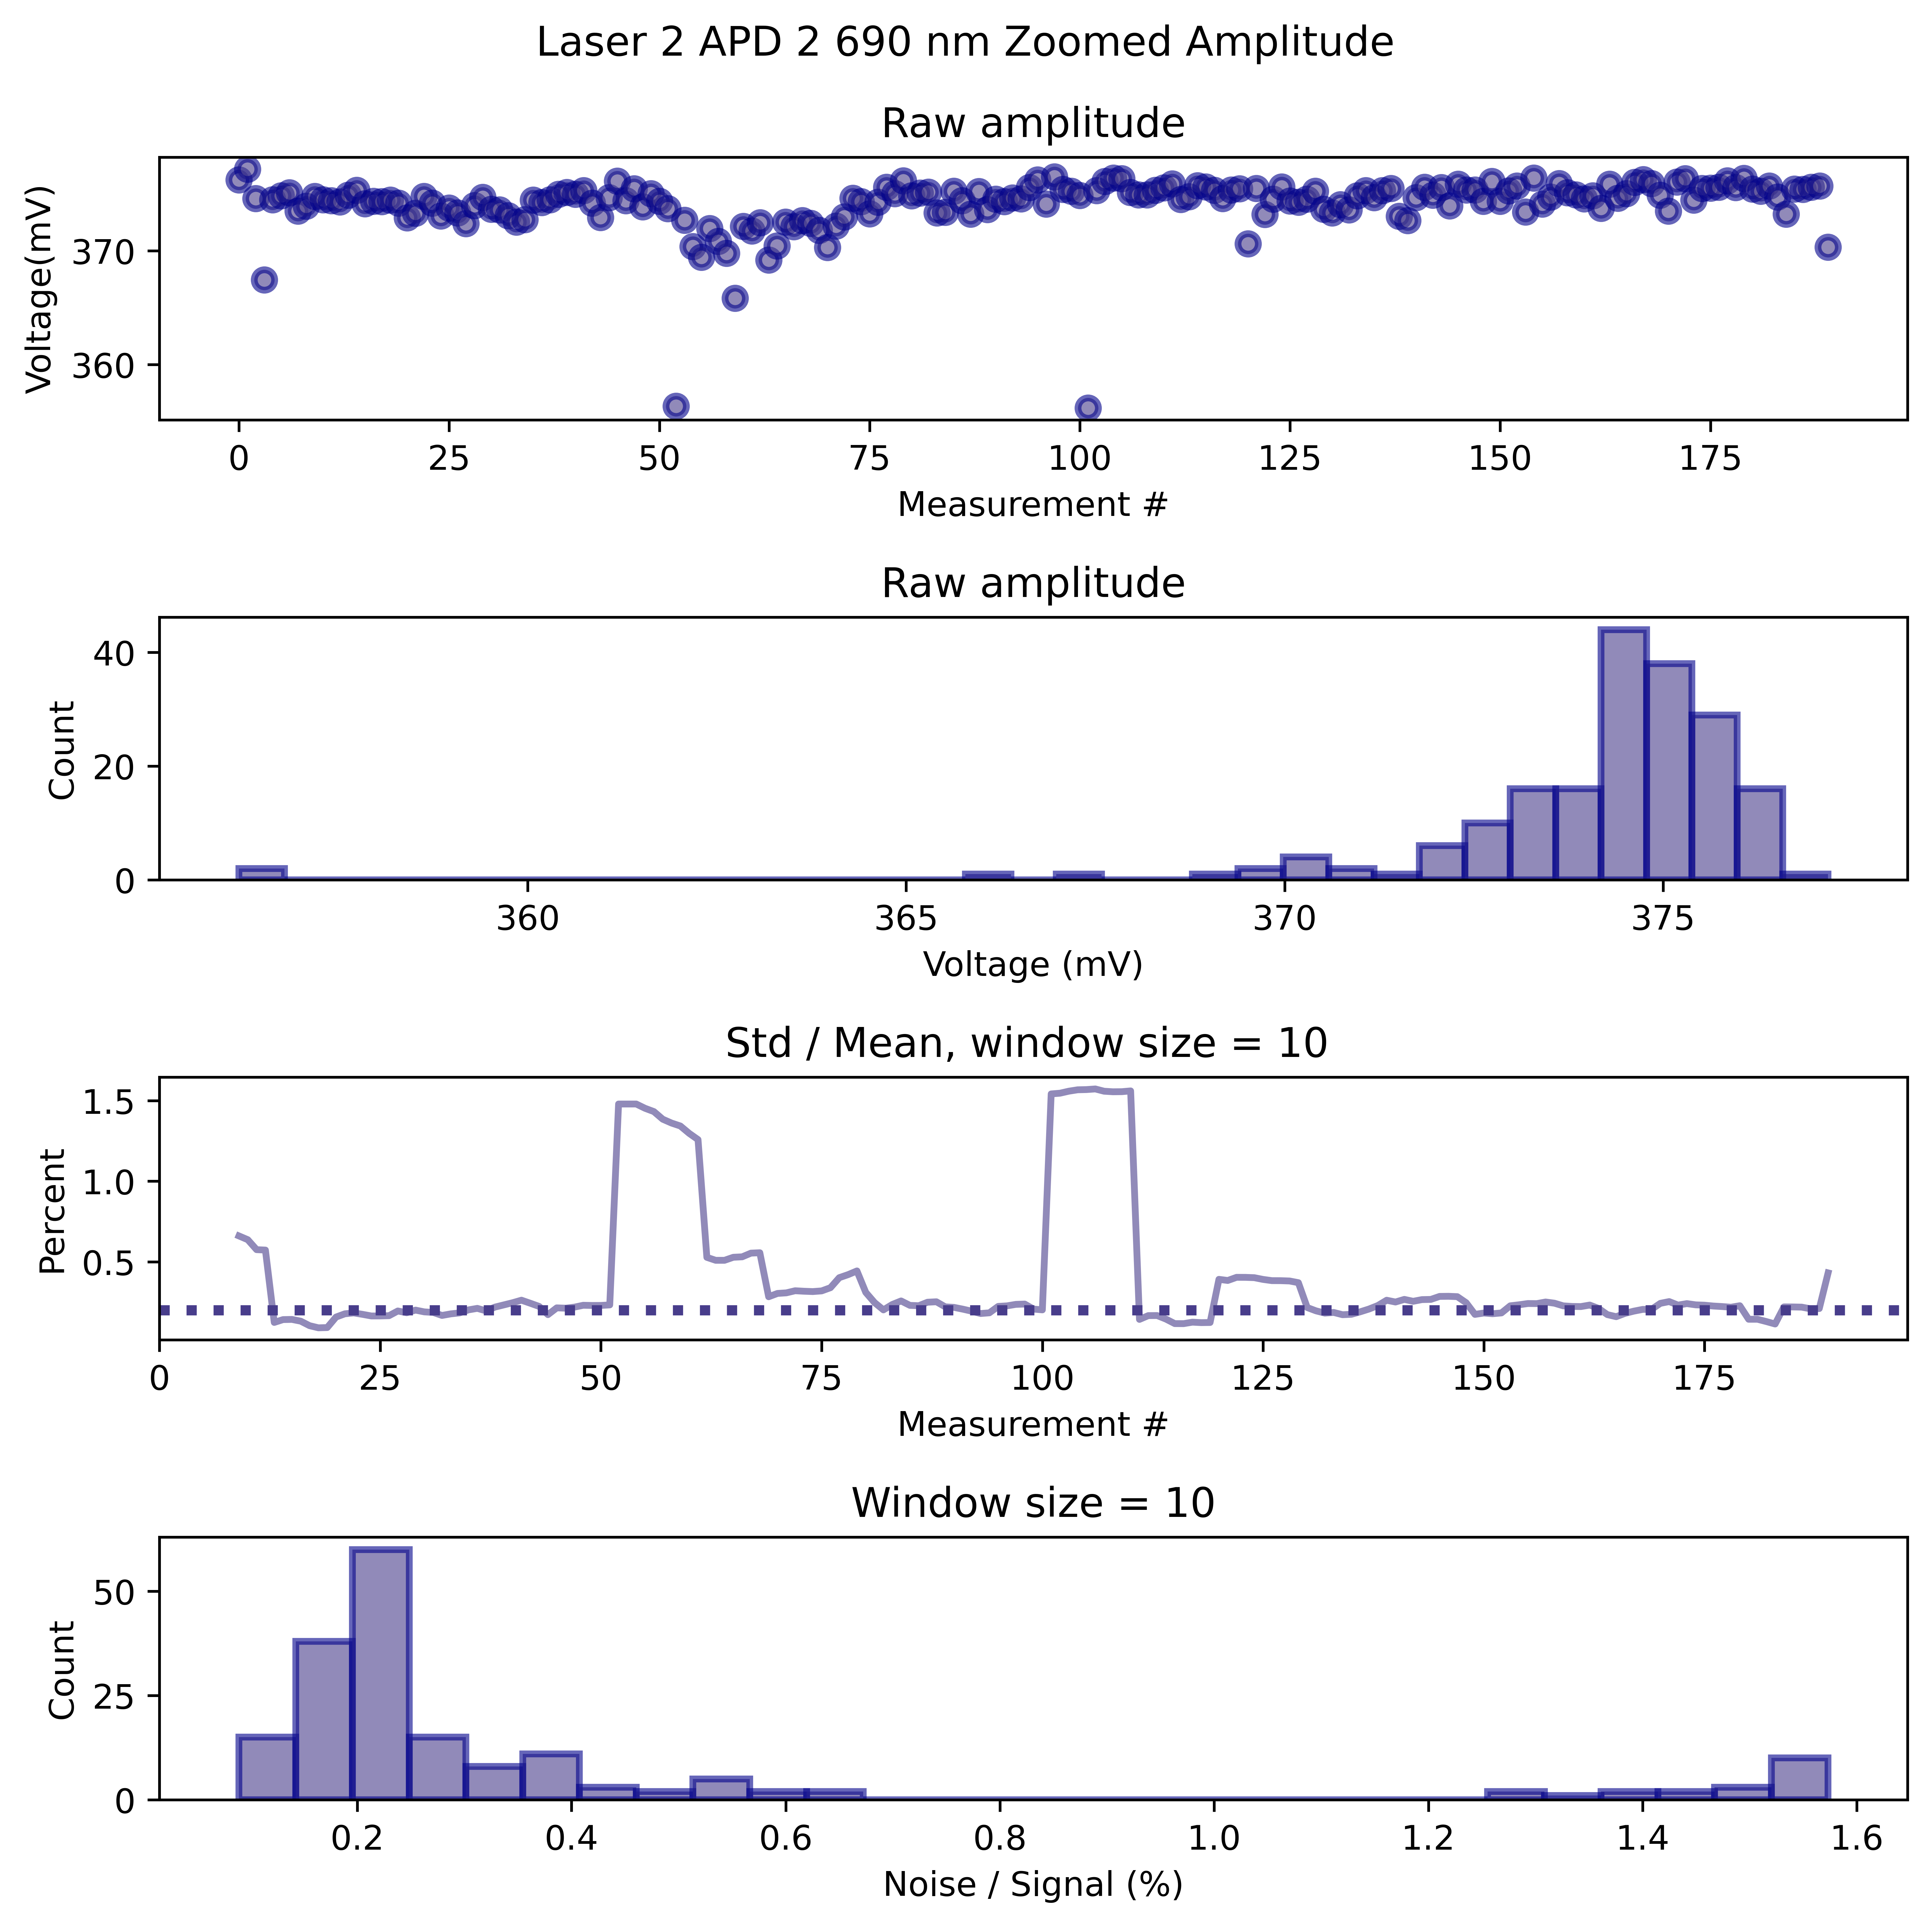 Laser 2 APD 2 690 nm Zoomed Amplitude
Raw amplitude
Voltage(mV)
370
360
0 25 50 75 100 125 150 175
Measurement #
Raw amplitude
Count
40
20
0
360 365 370 375
Voltage (mV)
Std / Mean, window size = 10
Percent
1.5
1.0
0.5
0 25 50 75 100 125 150 175
Measurement #
Window size = 10
Count
50
25
0
0.2 0.4 0.6 0.8 1.0 1.2 1.4 1.6
Noise / Signal (%)